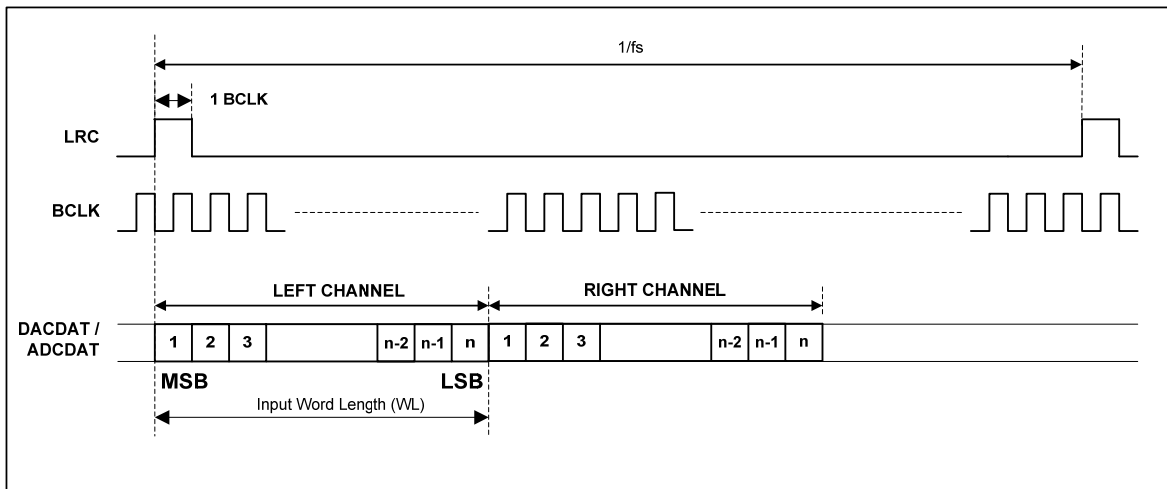 1/fs
1 BCLK
LRC
BCLK
LEFT CHANNEL
RIGHT CHANNEL
DACDAT /
ADCDAT
1 2 3 n-2 n-1 n 1 2 3 n-2 n-1 n
MSB LSB
Input Word Length (WL)